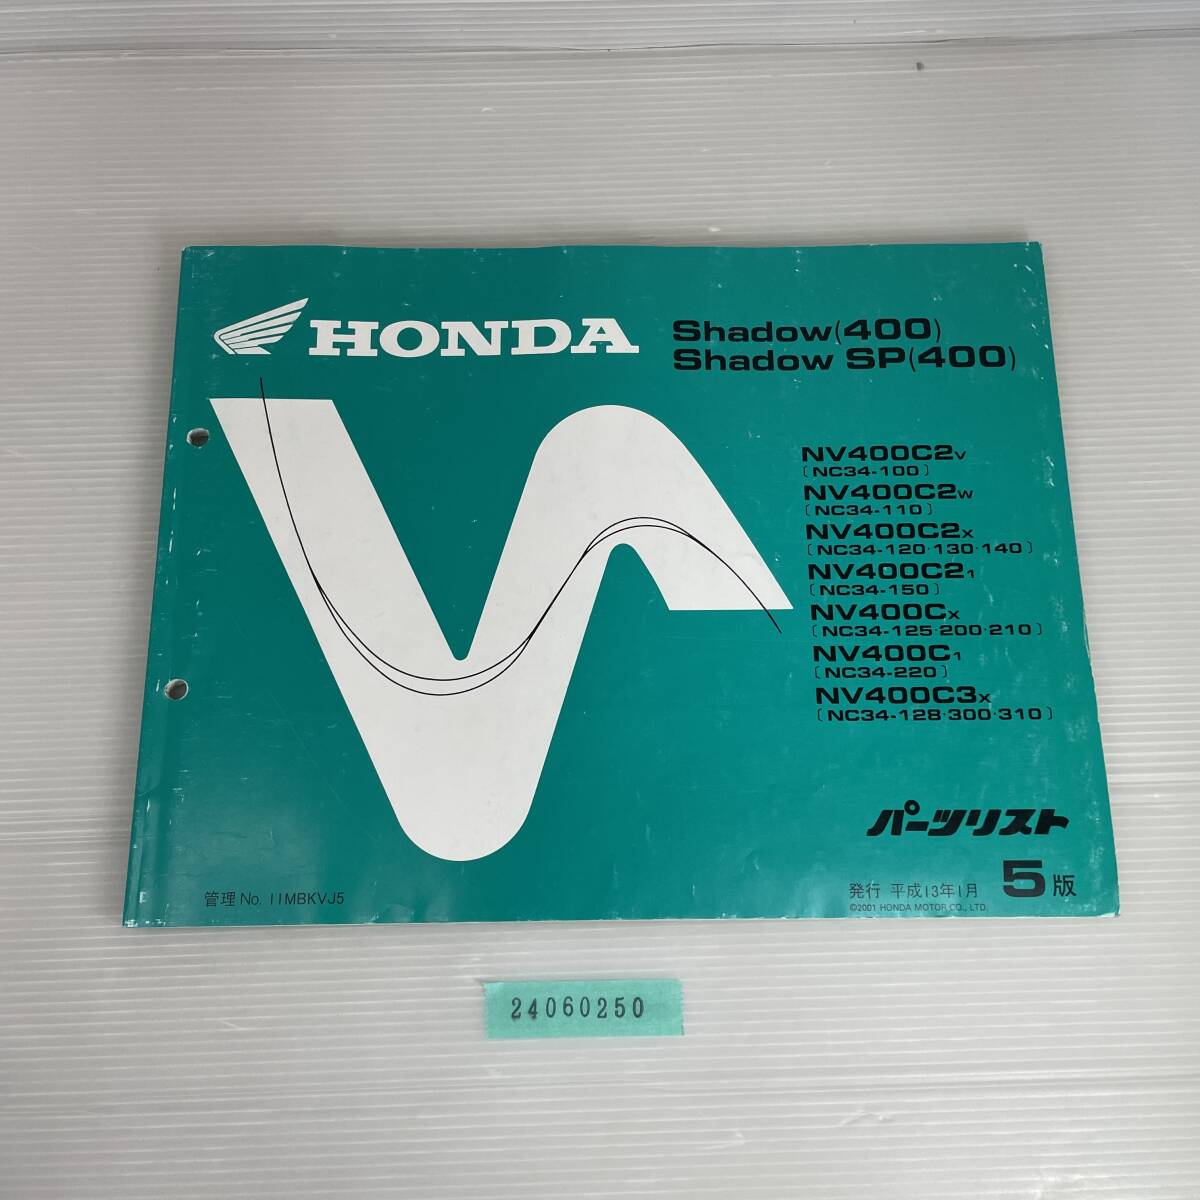 HONDA
Shadow(400)
Shadow SP(400)
NV400C2V
[NC34-100]
NV400C2W
[NC34-110]
NV400C2X
[NC34-120·130·140]
NV400C21
[NC34-150]
NV400CX
[NC34-125·200·210]
NV400C1
[NC34-220]
NV400C3X
[NC34-128·300·310]
パーツリスト
管理 No. 11MBKVJ5
発行 平成13年1月
5版
©2001 HONDA MOTOR CO., LTD.
24060250